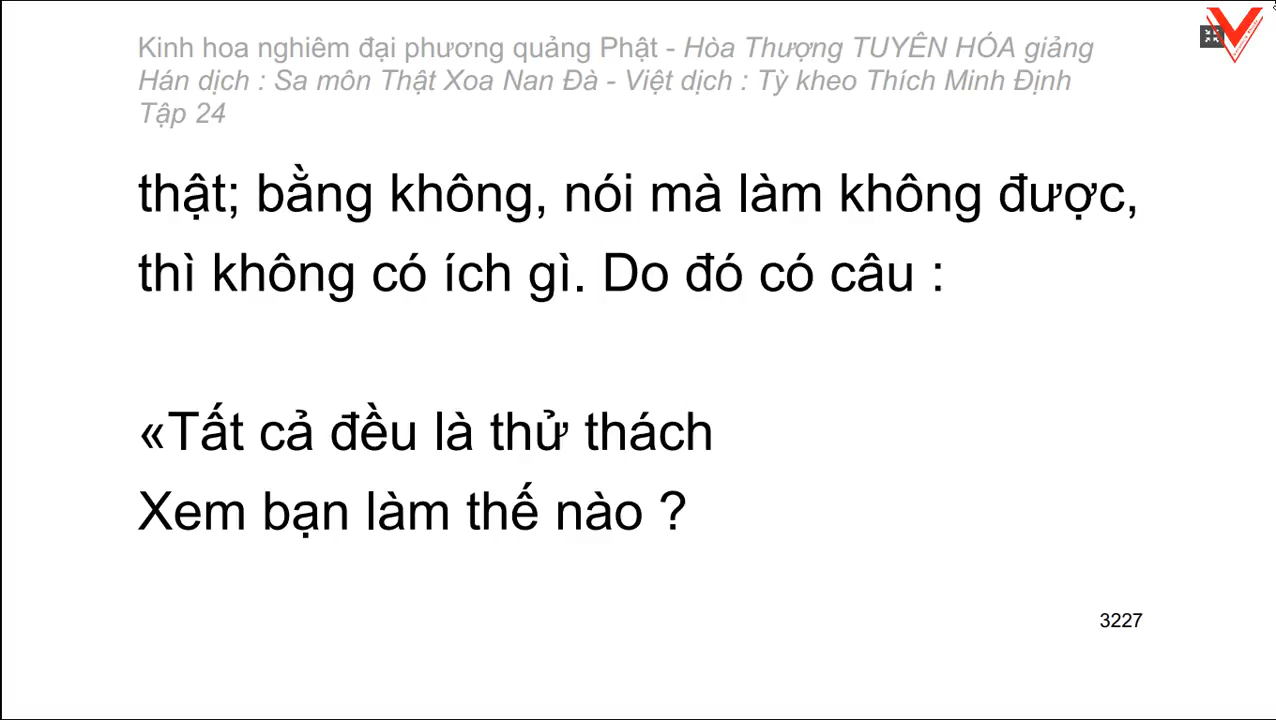 Kinh hoa nghiêm đại phương quảng Phật - Hòa Thượng TUYÊN HÓA giảng
Hán dịch : Sa môn Thật Xoa Nan Đà - Việt dịch : Tỳ kheo Thích Minh Định
Tập 24
thật; bằng không, nói mà làm không được,
thì không có ích gì. Do đó có câu :
«Tất cả đều là thử thách
Xem bạn làm thế nào ?
3227